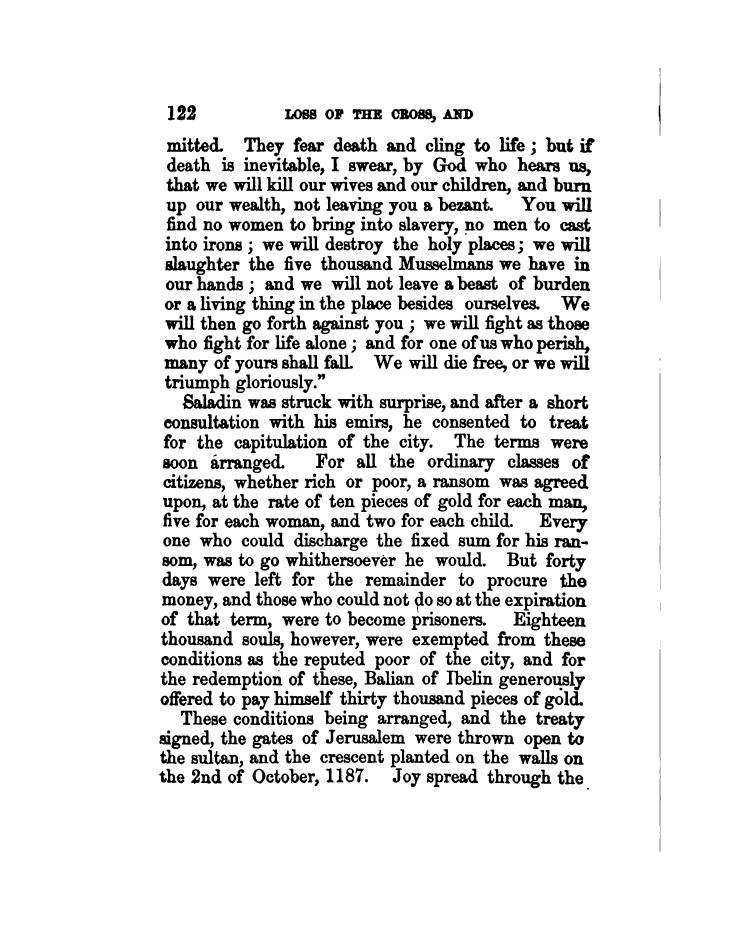 122 LOSS OF THE CROSS, AND
mitted. They fear death and cling to life ; but if
death is inevitable, I swear, by God who hears us,
that we will kill our wives and our children, and burn
up our wealth, not leaving you a bezant. You will
find no women to bring into slavery, no men to cast
into irons ; we will destroy the holy places ; we will
slaughter the five thousand Musselmans we have in
our hands ; and we will not leave a beast of burden
or a living thing in the place besides ourselves. We
will then go forth against you ; we will fight as those
who fight for life alone ; and for one of us who perish,
many of yours shall fall. We will die free, or we will
triumph gloriously.”
Saladin was struck with surprise, and after a short
consultation with his emirs, he consented to treat
for the capitulation of the city. The terms were
soon arranged. For all the ordinary classes of
citizens, whether rich or poor, a ransom was agreed
upon, at the rate of ten pieces of gold for each man,
five for each woman, and two for each child. Every
one who could discharge the fixed sum for his ran-
som, was to go whithersoever he would. But forty
days were left for the remainder to procure the
money, and those who could not do so at the expiration
of that term, were to become prisoners. Eighteen
thousand souls, however, were exempted from these
conditions as the reputed poor of the city, and for
the redemption of these, Balian of Ibelin generously
offered to pay himself thirty thousand pieces of gold.
These conditions being arranged, and the treaty
signed, the gates of Jerusalem were thrown open to
the sultan, and the crescent planted on the walls on
the 2nd of October, 1187. Joy spread through the